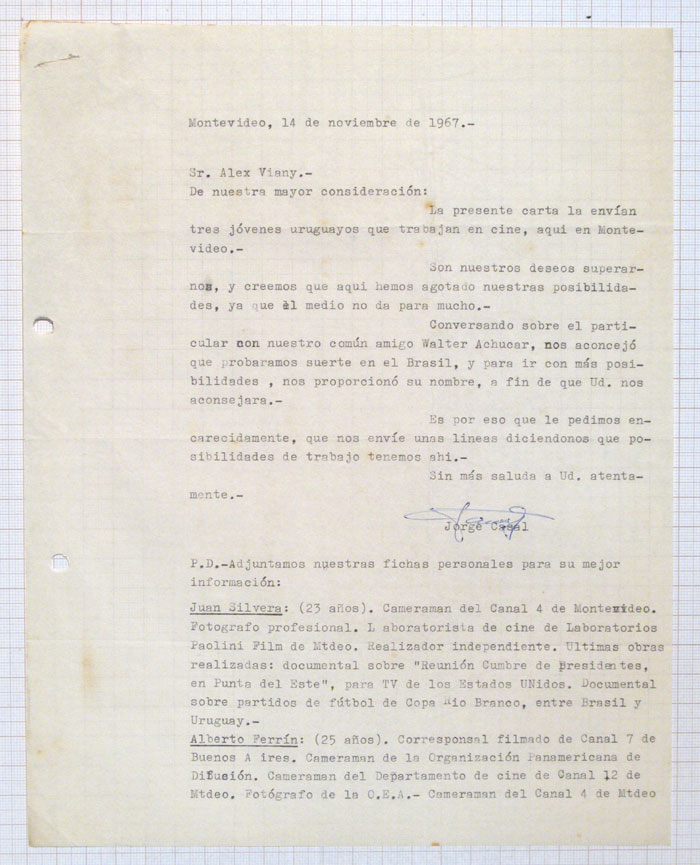 Montevideo, 14 de noviembre de 1967.-
Sr. Alex Viany.-
De nuestra mayor consideración:
La presente carta la envían
tres jóvenes uruguayos que trabajan en cine, aqui en Monte-
video.-
Son nuestros deseos superar-
nos, y creemos que aqui hemos agotado nuestras posibilida-
des, ya que el medio no da para mucho.-
Conversando sobre el parti-
cular con nuestro común amigo Walter Achucar, nos aconcejó
que probaramos suerte en el Brasil, y para ir con más posi-
bilidades , nos proporcionó su nombre, a fin de que Ud. nos
aconsejara.-
Es por eso que le pedimos en-
carecidamente, que nos envíe unas lineas diciendonos que po-
sibilidades de trabajo tenemos ahi.-
Sin más saluda a Ud. atenta-
mente.-
Jorge Casal
P.D.-Adjuntamos nuestras fichas personales para su mejor
información:
Juan Silvera: (23 años). Cameraman del Canal 4 de Montevideo.
Fotografo profesional. L aboratorista de cine de Laboratorios
Paolini Film de Mtdeo. Realizador independiente. Ultimas obras
realizadas: documental sobre "Reunión Cumbre de Presidentes,
en Punta del Este", para TV de los Estados UNidos. Documental
sobre partidos de fútbol de Copa Rio Branco, entre Brasil y
Uruguay.-
Alberto Ferrín: (25 años). Corresponsal filmado de Canal 7 de
Buenos A ires. Cameraman de la Organización Panamericana de
Difusión. Cameraman del Departamento de cine de Canal 12 de
Mtdeo. Fotógrafo de la O.E.A.- Cameraman del Canal 4 de Mtdeo